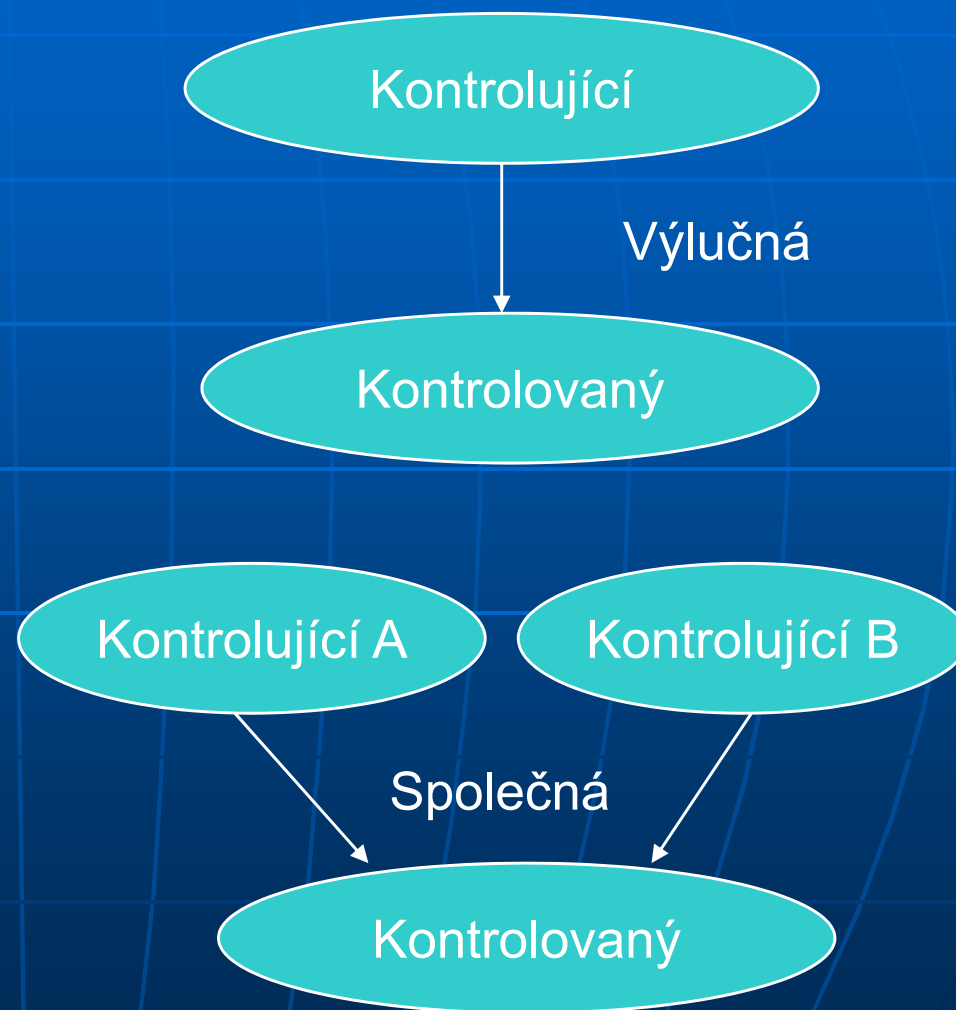 Kontrolující
Výlučná
Kontrolovaný
Kontrolující A
Kontrolující B
Společná
Kontrolovaný